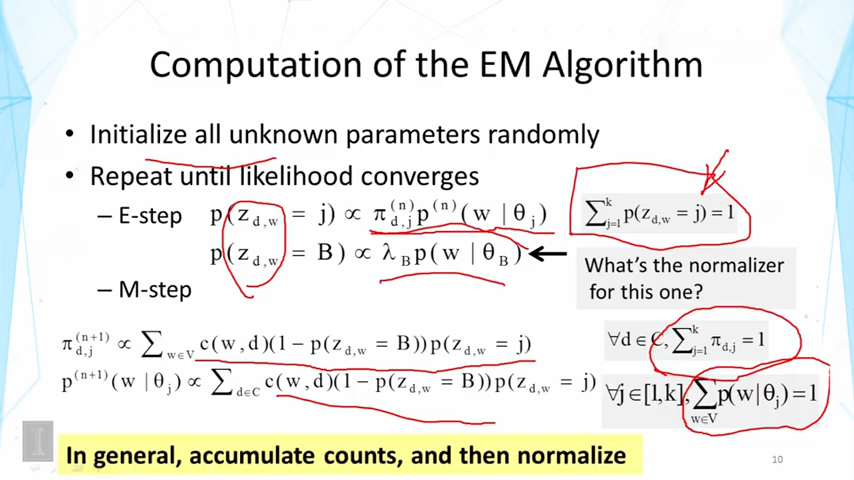 Computation of the EM Algorithm
• Initialize all unknown parameters randomly
• Repeat until likelihood converges
– E-step p(z_{d,w} = j) ∝ π_{d,j}^{(n)} p^{(n)}(w | θ_j)
∑_{j=1}^{k} p(z_{d,w} = j) = 1
p(z_{d,w} = B) ∝ λ_B p(w | θ_B)
What's the normalizer
for this one?
– M-step
π_{d,j}^{(n+1)} ∝ ∑_{w∈V} c(w,d)(1 − p(z_{d,w} = B))p(z_{d,w} = j)
∀d ∈ C, ∑_{j=1}^{k} π_{d,j} = 1
p^{(n+1)}(w | θ_j) ∝ ∑_{d∈C} c(w,d)(1 − p(z_{d,w} = B))p(z_{d,w} = j)
∀j∈[1,k], ∑_{w∈V} p(w|θ_j) = 1
In general, accumulate counts, and then normalize
10